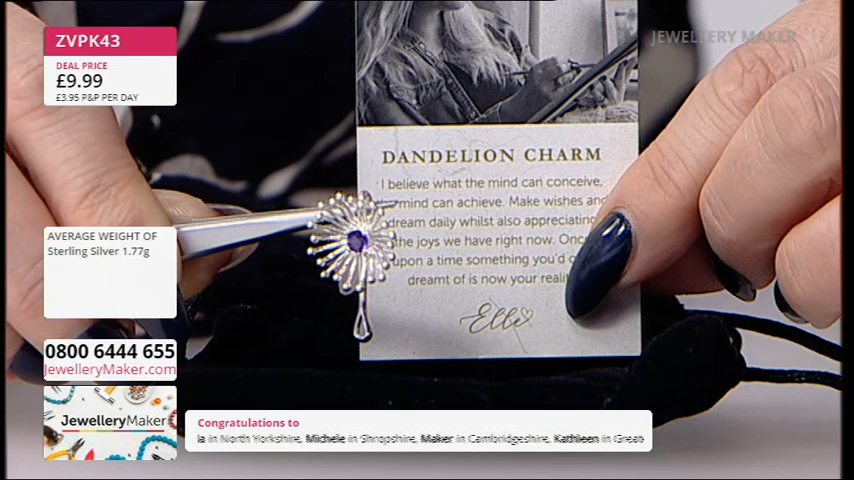 ZVPK43
DEAL PRICE
£9.99
£3.95 P&P PER DAY
JEWELLERY MAKER
DANDELION CHARM
I believe what the mind can conceive,
mind can achieve. Make wishes and
dream daily whilst also appreciating
the joys we have right now. Once
upon a time something you'd
dreamt of is now your
Elle
AVERAGE WEIGHT OF
Sterling Silver 1.77g
0800 6444 655
JewelleryMaker.com
JewelleryMaker
Congratulations to
in North Yorkshire, Michele in Shropshire, Maker in Cambridgeshire, Kathleen in Great